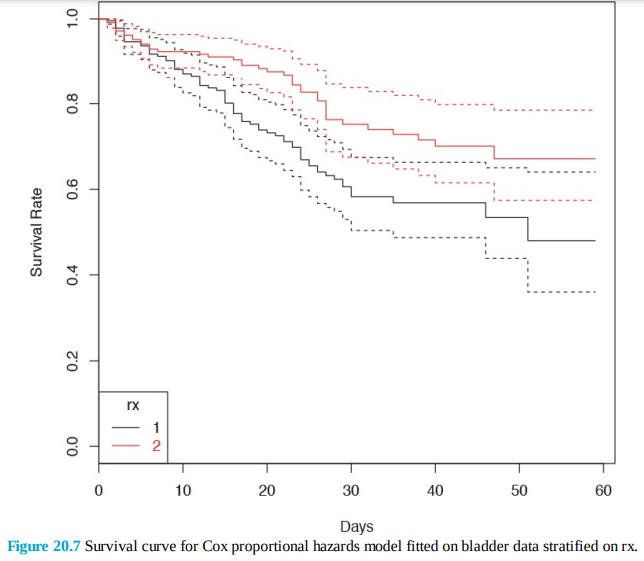 1.0
0.8
0.6
0.4
0.2
0.0
Survival Rate
rx
1
2
0 10 20 30 40 50 60
Days
Figure 20.7 Survival curve for Cox proportional hazards model fitted on bladder data stratified on rx.